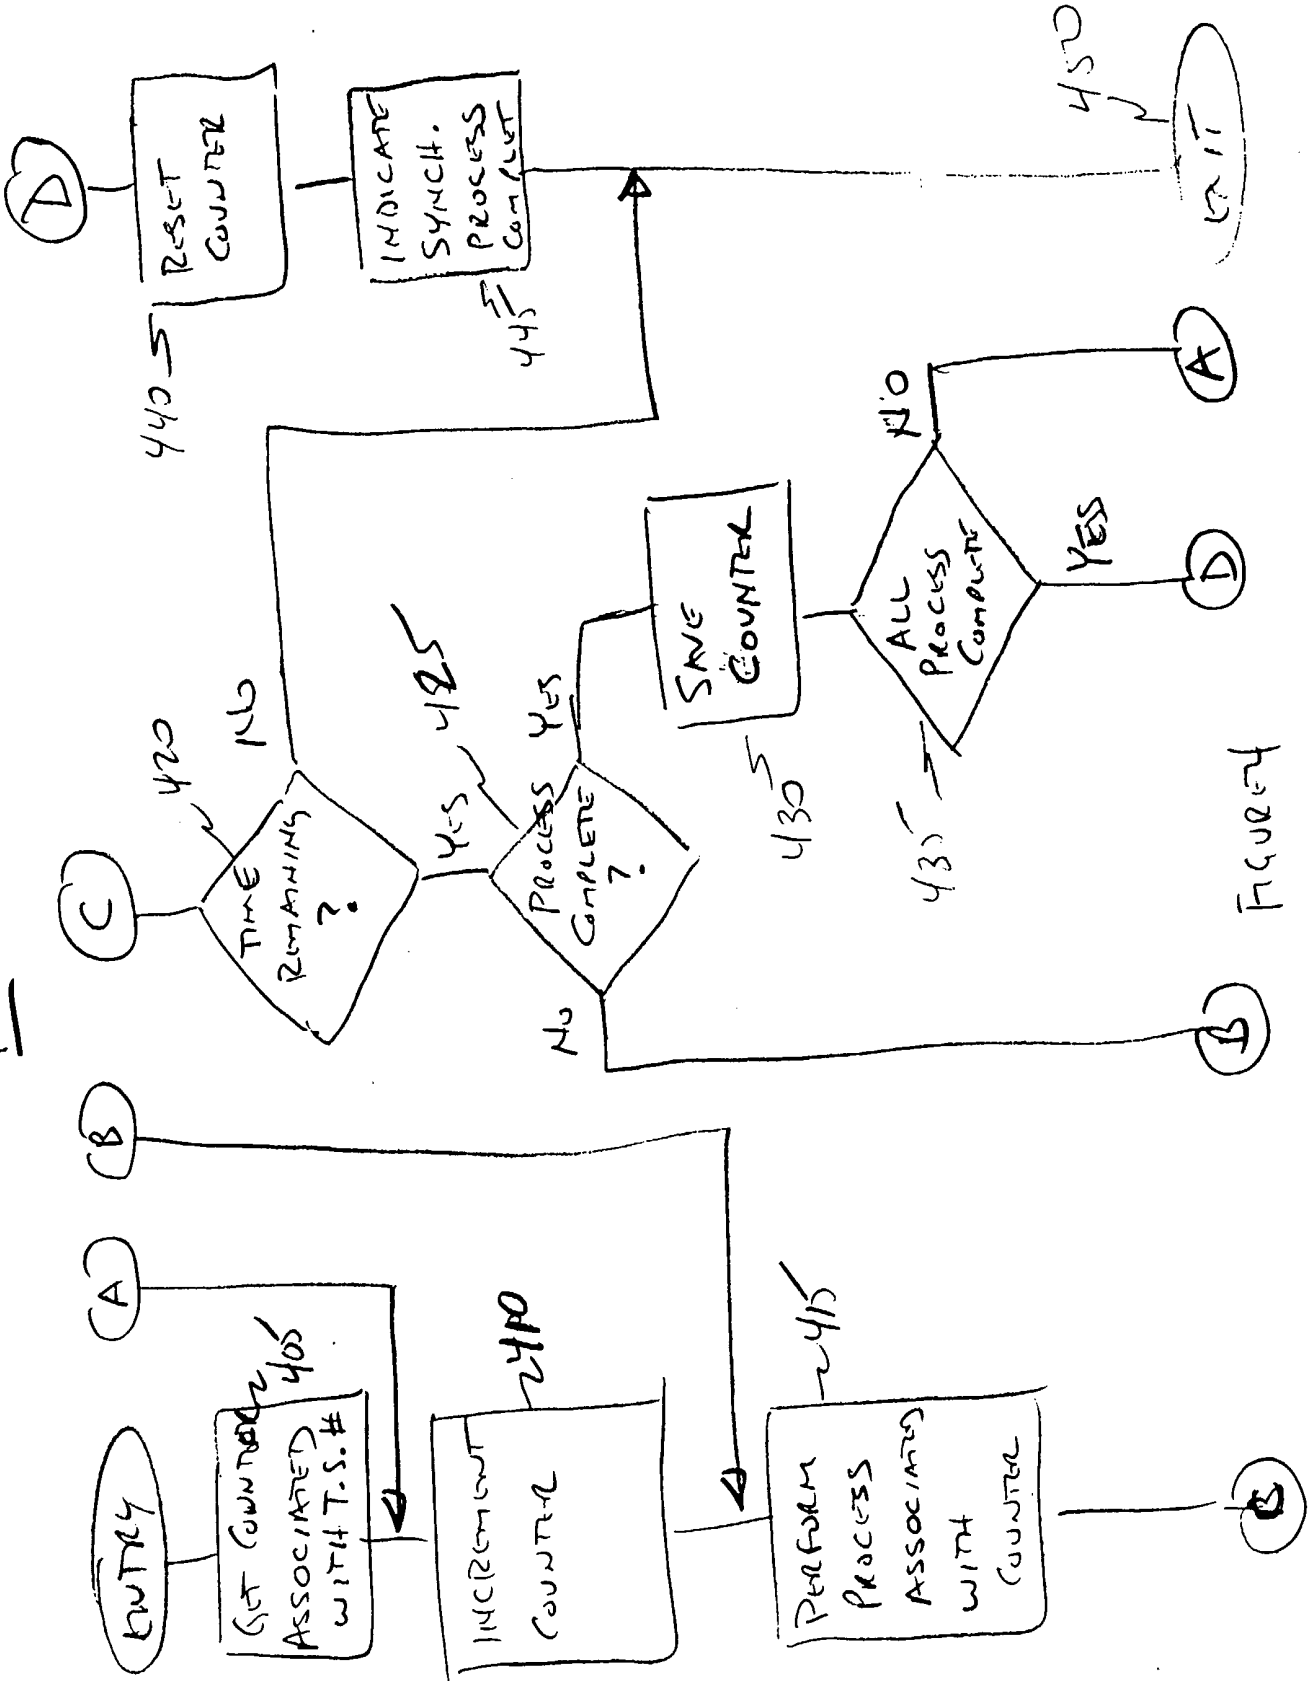 ENTRY
GET COUNTER
ASSOCIATED
WITH T.S. #
405
A
INCREMENT
COUNTER
410
B
PERFORM
PROCESS
ASSOCIATED
WITH
COUNTER
415
C
TIME
REMAINING
?
420
NO
YES
PROCESS
COMPLETE
?
425
NO
B
YES
SAVE
COUNTER
430
ALL
PROCESS
COMPLETE
435
NO
A
YES
D
D
RESET
COUNTER
440
INDICATE
SYNCH.
PROCESS
COMPLET
445
EXIT
450
FIGURE 4